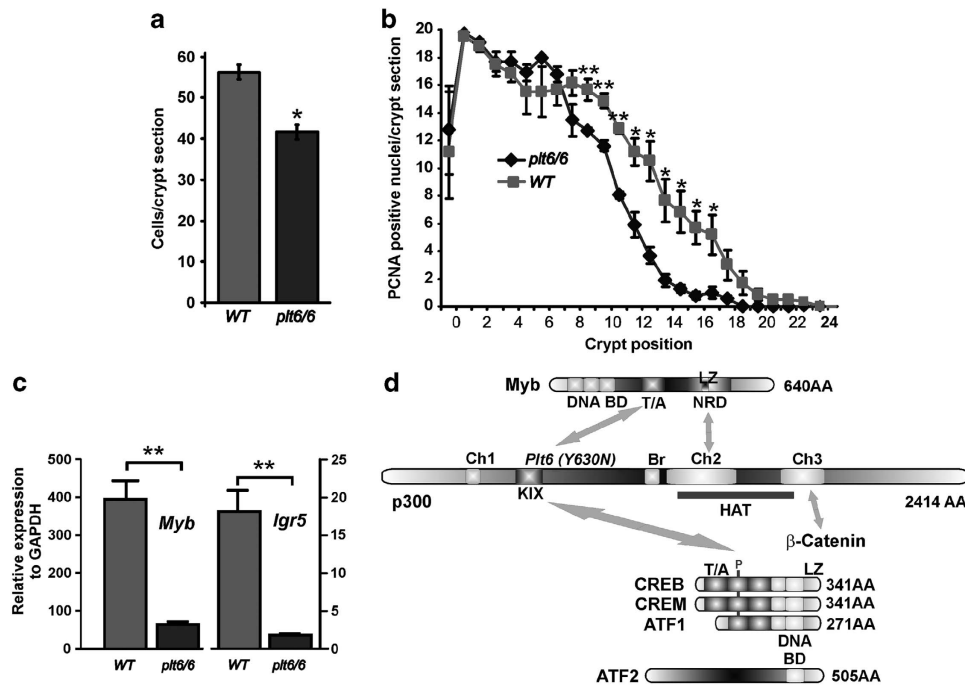 a
Cells/crypt section
60
50
40
30
20
10
0
*
WT
plt6/6
b
PCNA positive nuclei/crypt section
20
18
16
14
12
10
8
6
4
2
0
**
**
**
*
*
*
*
*
*
plt6/6
WT
0 2 4 6 8 10 12 14 16 18 20 22 24
Crypt position
c
Relative expression
to GAPDH
500
400
300
200
100
0
**
Myb
WT
plt6/6
**
lgr5
WT
plt6/6
25
20
15
10
5
0
d
Myb
LZ
640AA
DNA BD T/A NRD
Ch1 Plt6 (Y630N) Br Ch2 Ch3
p300 KIX HAT 2414 AA
β-Catenin
T/A P LZ
CREB 341AA
CREM 341AA
ATF1 271AA
DNA
BD
ATF2 505AA